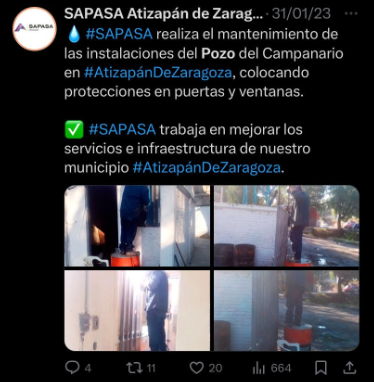 SAPASA Atizapán de Zarag... · 31/01/23 ···
SAPASA
💧 #SAPASA realiza el mantenimiento de
las instalaciones del Pozo del Campanario
en #AtizapánDeZaragoza, colocando
protecciones en puertas y ventanas.
✅ #SAPASA trabaja en mejorar los
servicios e infraestructura de nuestro
municipio #AtizapánDeZaragoza.
4 11 20 664